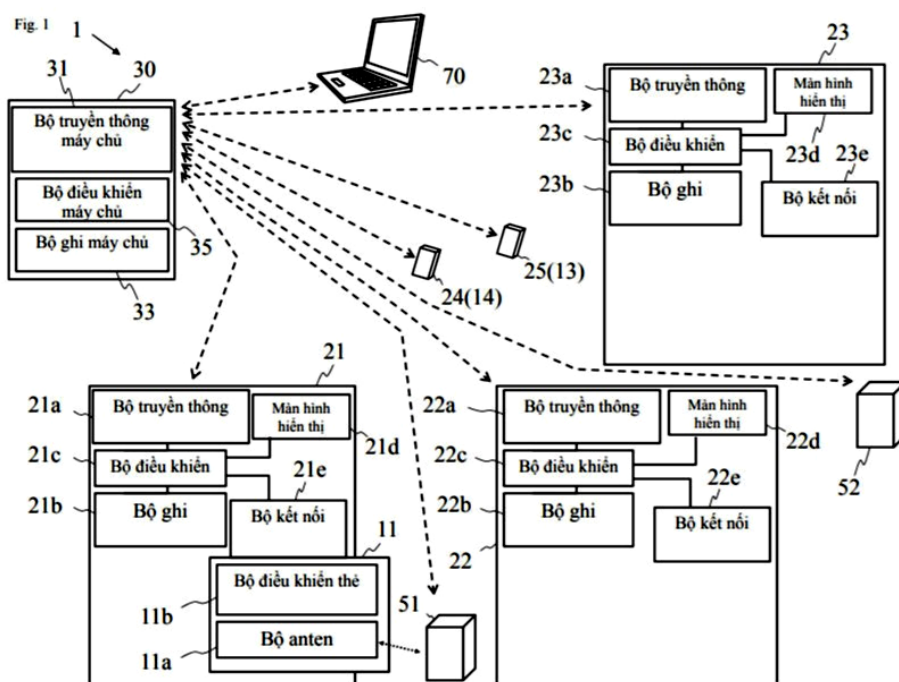 Fig. 1
1
31
30
Bộ truyền thông
máy chủ
Bộ điều khiển
máy chủ
Bộ ghi máy chủ
35
33
70
23
23a
Bộ truyền thông
Màn hình
hiển thị
23c
Bộ điều khiển
23d
23e
23b
Bộ ghi
Bộ kết nối
25(13)
24(14)
21
21a
Bộ truyền thông
Màn hình
hiển thị
21c
Bộ điều khiển
21d
21e
21b
Bộ ghi
Bộ kết nối
11
Bộ điều khiển thẻ
11b
Bộ anten
11a
51
22a
Bộ truyền thông
Màn hình
hiển thị
22c
Bộ điều khiển
22d
22e
22b
Bộ ghi
Bộ kết nối
22
52